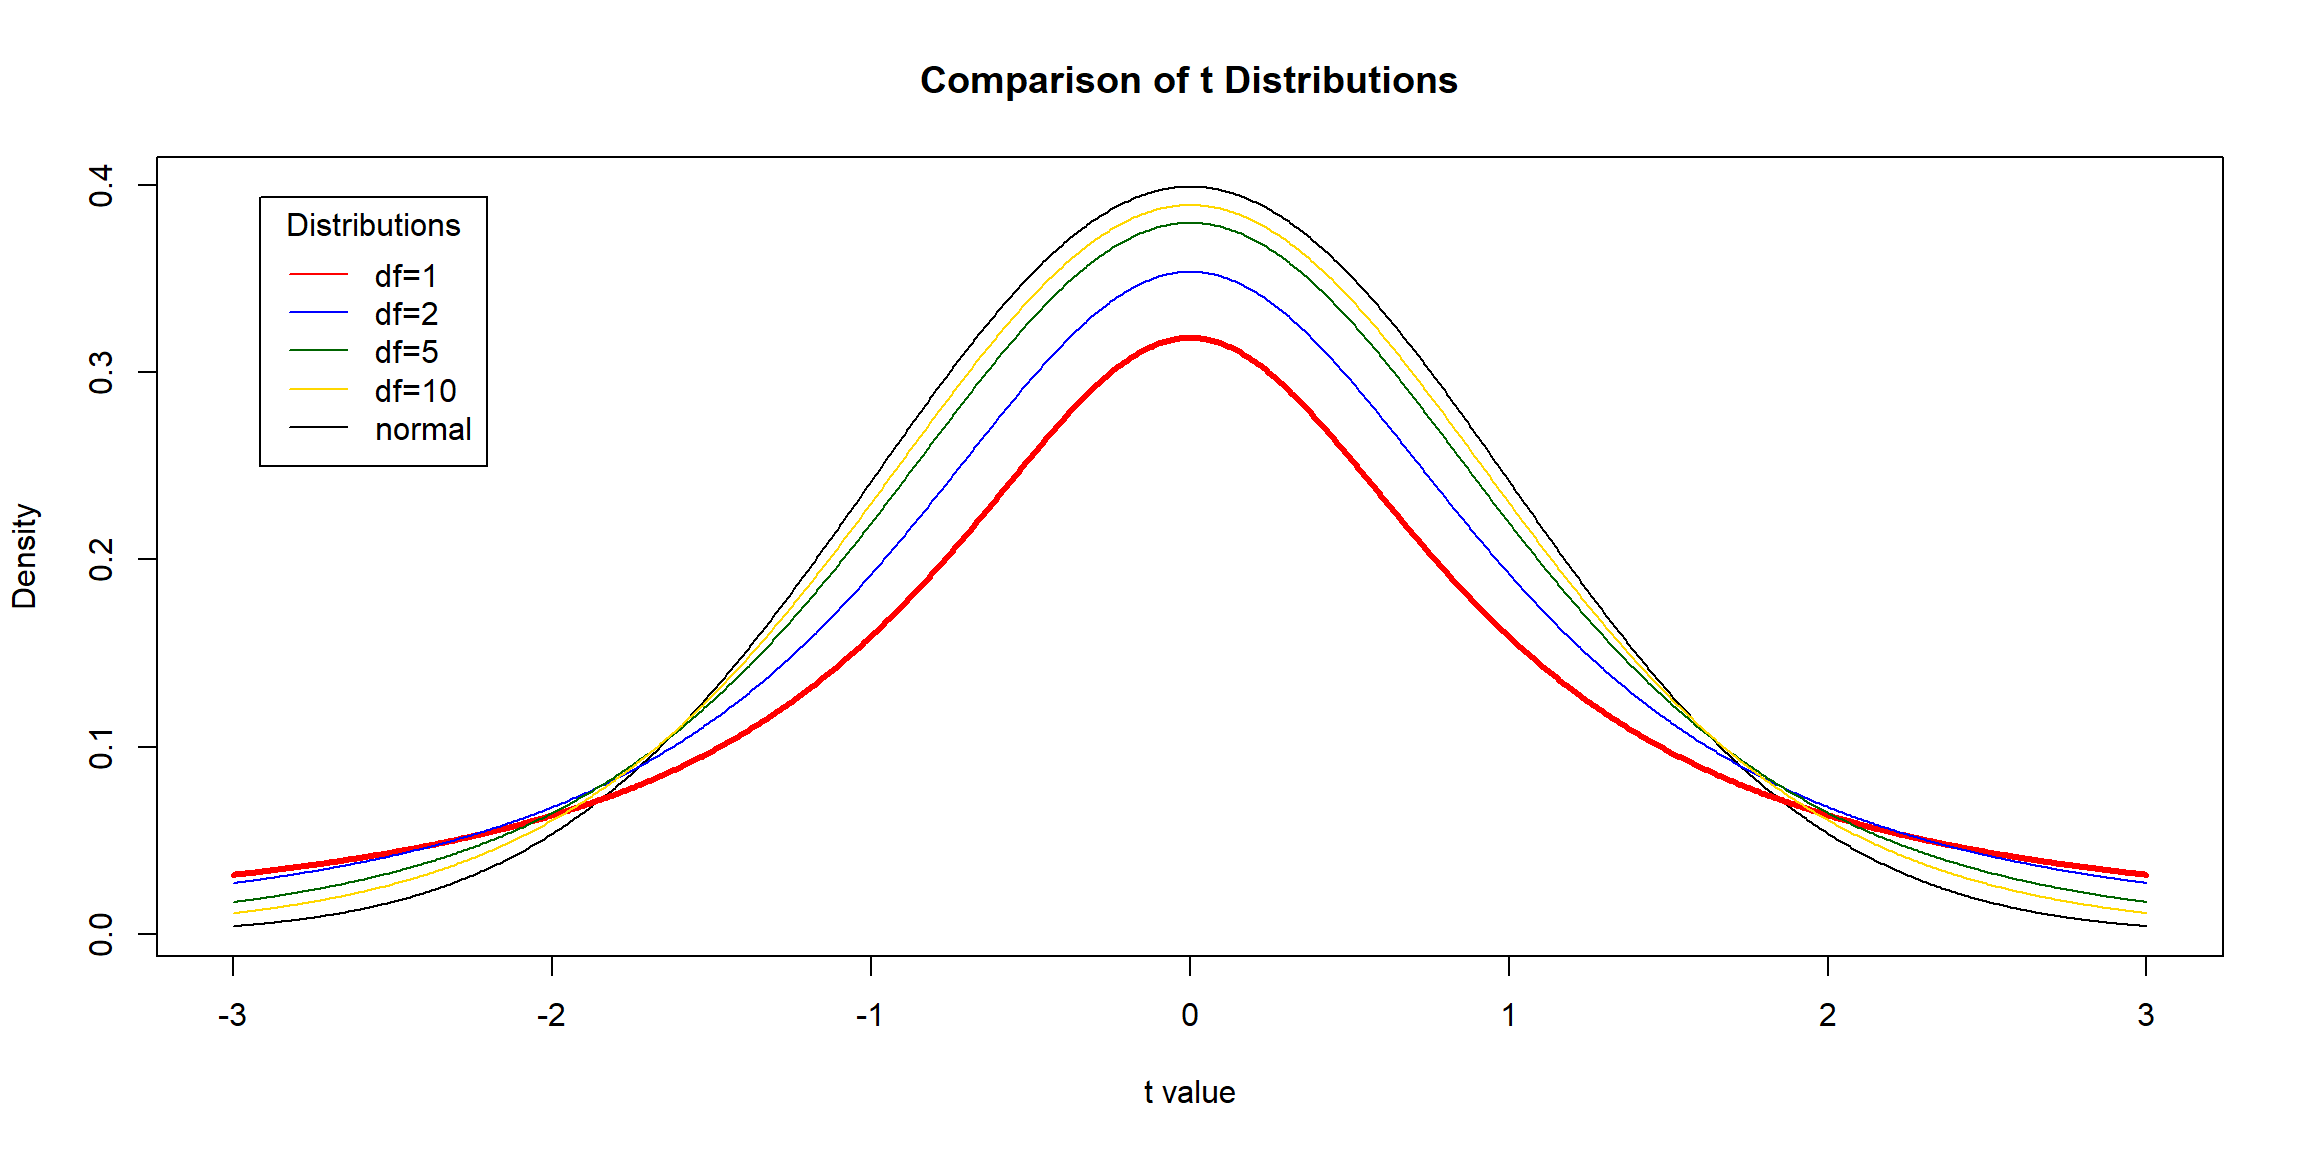 Comparison of t Distributions
Distributions
df=1
df=2
df=5
df=10
normal
Density
0.4
0.3
0.2
0.1
0.0
-3 -2 -1 0 1 2 3
t value